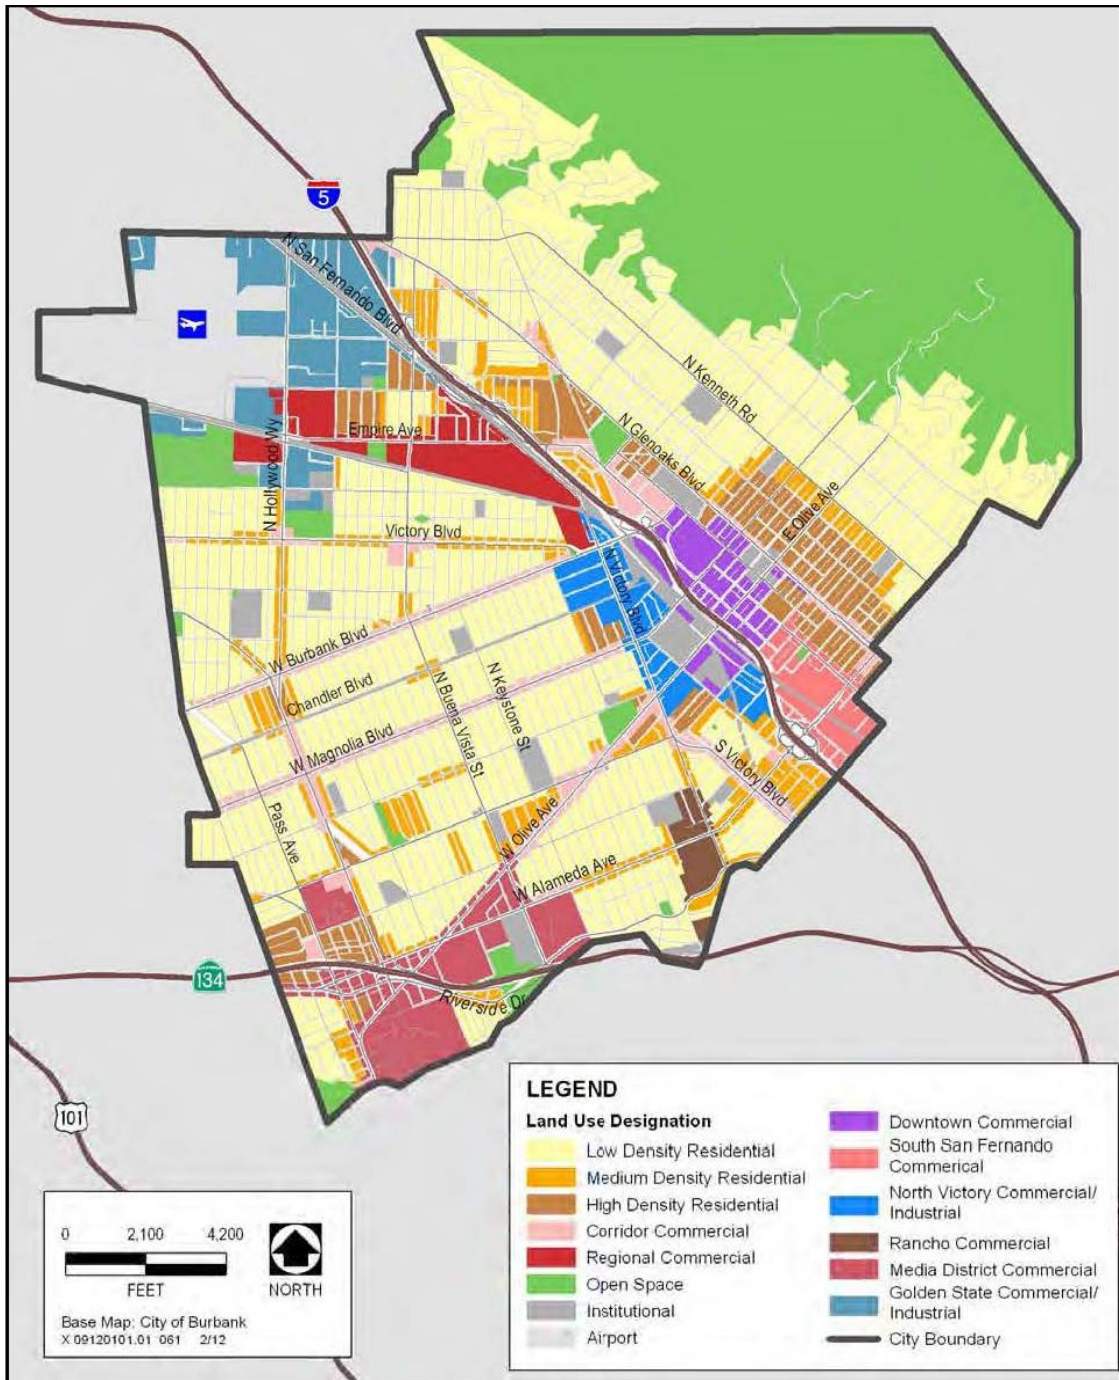 5
N San Fernando Blvd
N Kenneth Rd
N Glenoaks Blvd
Empire Ave
N Hollywood Wy
E Olive Ave
Victory Blvd
N Victory Blvd
W Burbank Blvd
Chandler Blvd
N Keystone St
N Buena Vista St
W Magnolia Blvd
S Victory Blvd
Pass Ave
W Olive Ave
W Alameda Ave
134
Riverside Dr
101
LEGEND
Land Use Designation
Low Density Residential
Medium Density Residential
High Density Residential
Corridor Commercial
Regional Commercial
Open Space
Institutional
Airport
Downtown Commercial
South San Fernando
Commerical
North Victory Commercial/
Industrial
Rancho Commercial
Media District Commercial
Golden State Commercial/
Industrial
City Boundary
0 2,100 4,200
FEET
NORTH
Base Map: City of Burbank
X 09120101.01 061 2/12